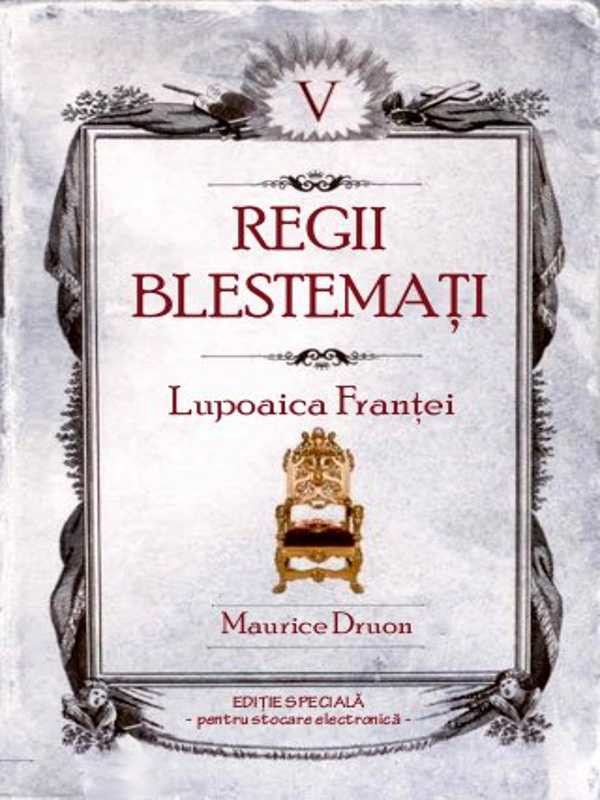 V
REGII
BLESTEMAȚI
Lupoaica Franței
Maurice Druon
EDIȚIE SPECIALĂ
- pentru stocare electronică -